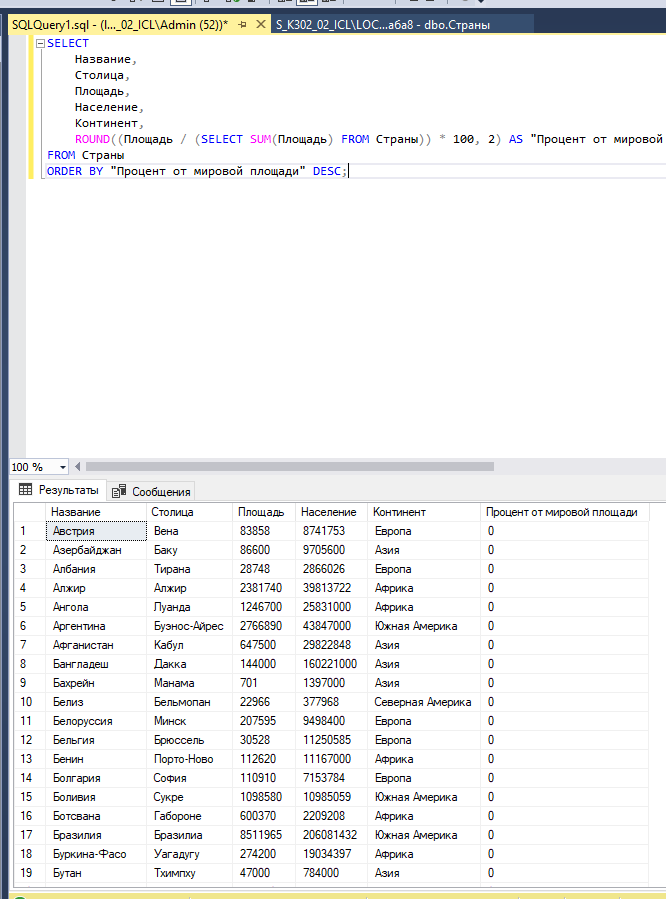 SQLQuery1.sql - (l..._02_ICL\Admin (52))* S_K302_02_ICL\LOC...аба8 - dbo.Страны
SELECT
Название,
Столица,
Площадь,
Население,
Континент,
ROUND((Площадь / (SELECT SUM(Площадь) FROM Страны)) * 100, 2) AS "Процент от мировой
FROM Страны
ORDER BY "Процент от мировой площади" DESC;
100 %
Результаты Сообщения
Название Столица Площадь Население Континент Процент от мировой площади
1 Австрия Вена 83858 8741753 Европа 0
2 Азербайджан Баку 86600 9705600 Азия 0
3 Албания Тирана 28748 2866026 Европа 0
4 Алжир Алжир 2381740 39813722 Африка 0
5 Ангола Луанда 1246700 25831000 Африка 0
6 Аргентина Буэнос-Айрес 2766890 43847000 Южная Америка 0
7 Афганистан Кабул 647500 29822848 Азия 0
8 Бангладеш Дакка 144000 160221000 Азия 0
9 Бахрейн Манама 701 1397000 Азия 0
10 Белиз Бельмопан 22966 377968 Северная Америка 0
11 Белоруссия Минск 207595 9498400 Европа 0
12 Бельгия Брюссель 30528 11250585 Европа 0
13 Бенин Порто-Ново 112620 11167000 Африка 0
14 Болгария София 110910 7153784 Европа 0
15 Боливия Сукре 1098580 10985059 Южная Америка 0
16 Ботсвана Габороне 600370 2209208 Африка 0
17 Бразилия Бразилиа 8511965 206081432 Южная Америка 0
18 Буркина-Фасо Уагадугу 274200 19034397 Африка 0
19 Бутан Тхимпху 47000 784000 Азия 0